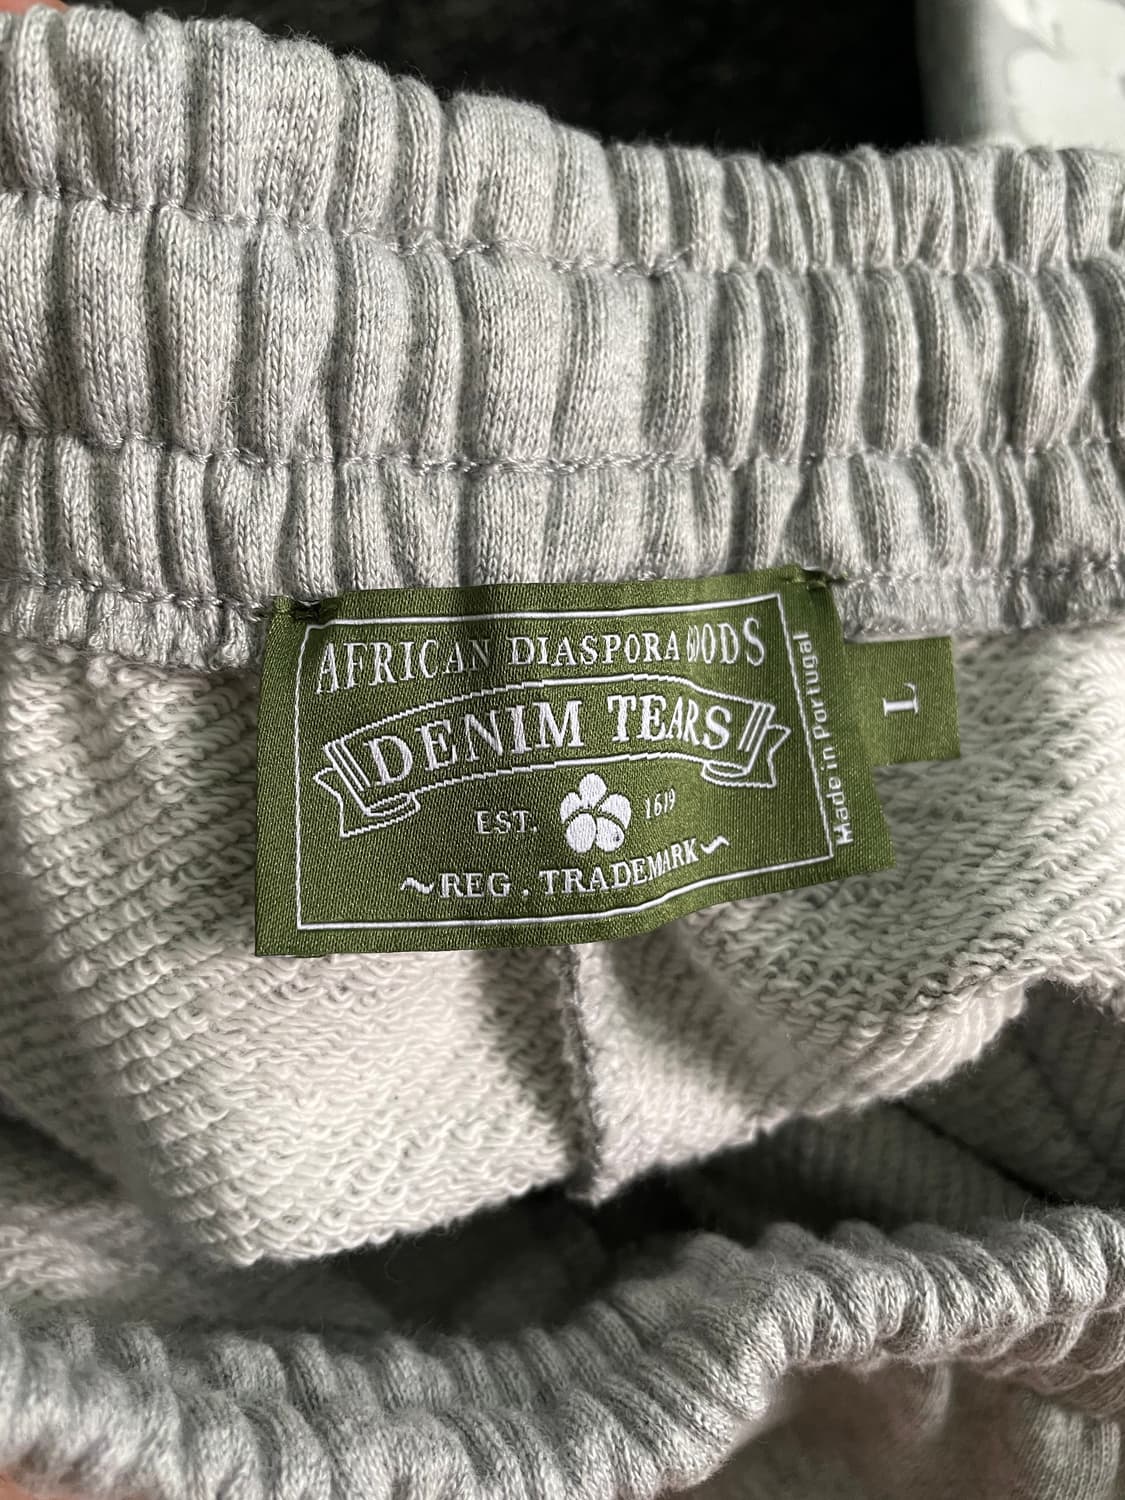 AFRICAN DIASPORA GOODS
DENIM TEARS
EST. 1619
~REG. TRADEMARK~
Made in Portugal
L